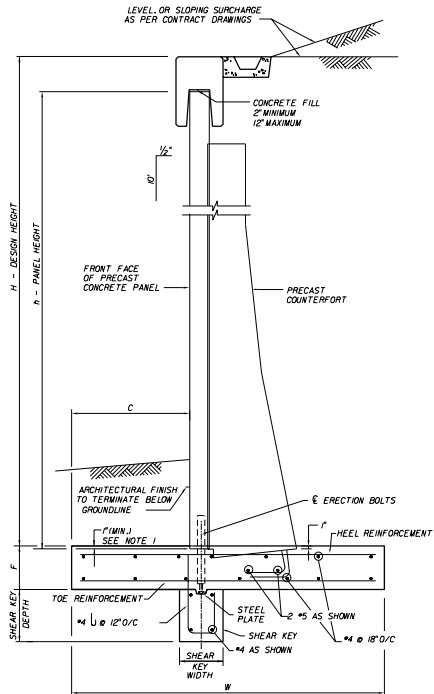 LEVEL, OR SLOPING SURCHARGE
AS PER CONTRACT DRAWINGS
CONCRETE FILL
2" MINIMUM
12" MAXIMUM
1/2"
10'
H - DESIGN HEIGHT
h - PANEL HEIGHT
FRONT FACE
OF PRECAST
CONCRETE PANEL
PRECAST
COUNTERFORT
C
ARCHITECTURAL FINISH
TO TERMINATE BELOW
GROUNDLINE
℄ ERECTION BOLTS
1" (MIN.)
SEE NOTE 1
1"
HEEL REINFORCEMENT
F
SHEAR KEY
DEPTH
TOE REINFORCEMENT
STEEL
PLATE
2 #5 AS SHOWN
#4 @ 12" O/C
SHEAR KEY
#4 @ 18" O/C
#4 AS SHOWN
SHEAR
KEY
WIDTH
W